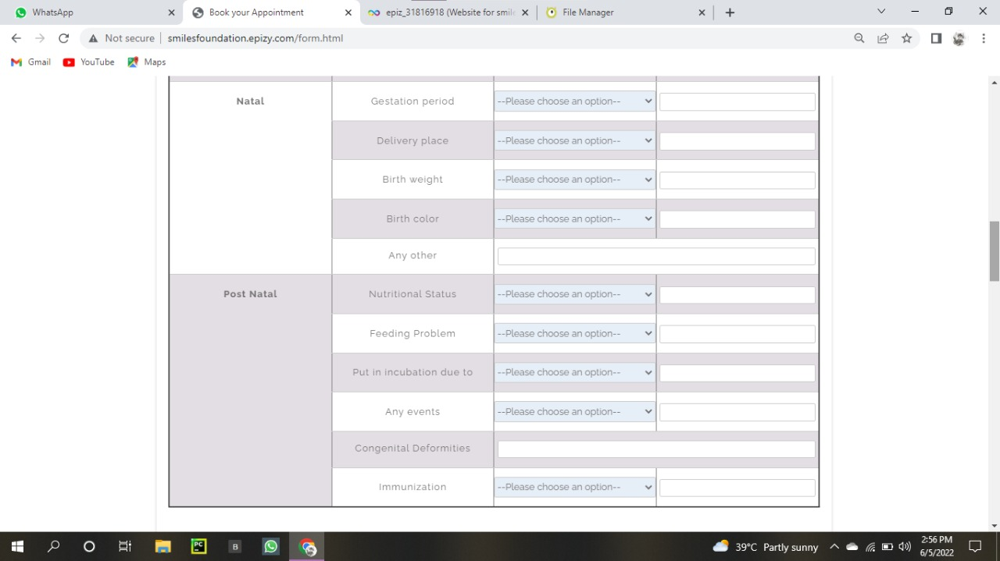 WhatsApp
Book your Appointment
epiz_31816918 (Website for smil
File Manager
Not secure
smilesfoundation.epizy.com/form.html
Gmail
YouTube
Maps
Natal
Gestation period
--Please choose an option--
Delivery place
--Please choose an option--
Birth weight
--Please choose an option--
Birth color
--Please choose an option--
Any other
Post Natal
Nutritional Status
--Please choose an option--
Feeding Problem
--Please choose an option--
Put in incubation due to
--Please choose an option--
Any events
--Please choose an option--
Congenital Deformities
Immunization
--Please choose an option--
PC
B
39°C Partly sunny
2:56 PM
6/5/2022